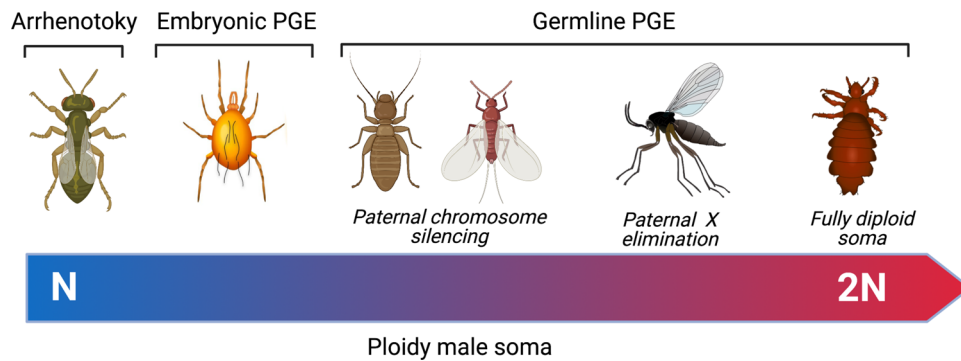 Arrhenotoky
Embryonic PGE
Germline PGE
Paternal chromosome
silencing
Paternal X
elimination
Fully diploid
soma
N
2N
Ploidy male soma